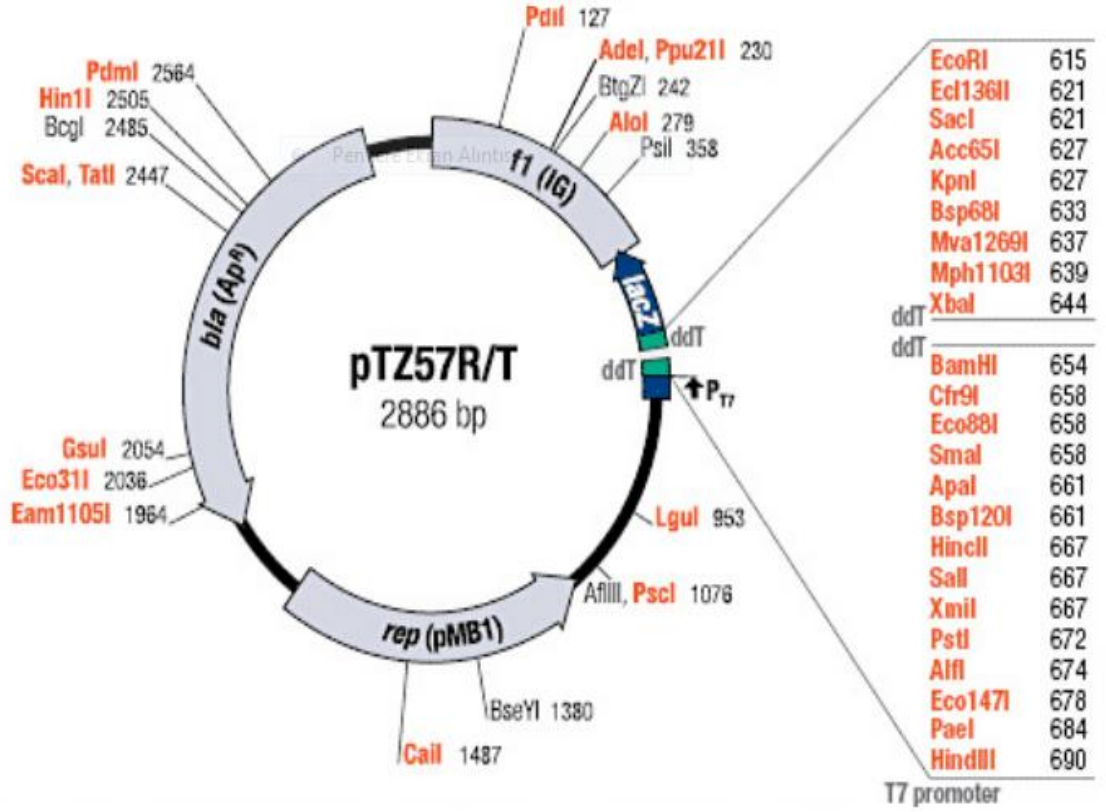 PdiI 127
AdeI, Ppu21I 230
BtgZI 242
AloI 279
PsiI 358
PdmI 2564
Hin1I 2505
BcgI 2485
ScaI, TatI 2447
f1 (IG)
lacZ
bla (ApR)
ddT
ddT
PT7
pTZ57R/T
2886 bp
GsuI 2054
Eco31I 2036
Eam1105I 1964
LguI 953
AflIII, PscI 1076
rep (pMB1)
BseYI 1380
CaiI 1487
EcoRI 615
Ecl136II 621
SacI 621
Acc65I 627
KpnI 627
Bsp68I 633
Mva1269I 637
Mph1103I 639
XbaI 644
ddT
ddT
BamHI 654
Cfr9I 658
Eco88I 658
SmaI 658
ApaI 661
Bsp120I 661
HincII 667
SalI 667
XmiI 667
PstI 672
AlfI 674
Eco147I 678
PaeI 684
HindIII 690
T7 promoter